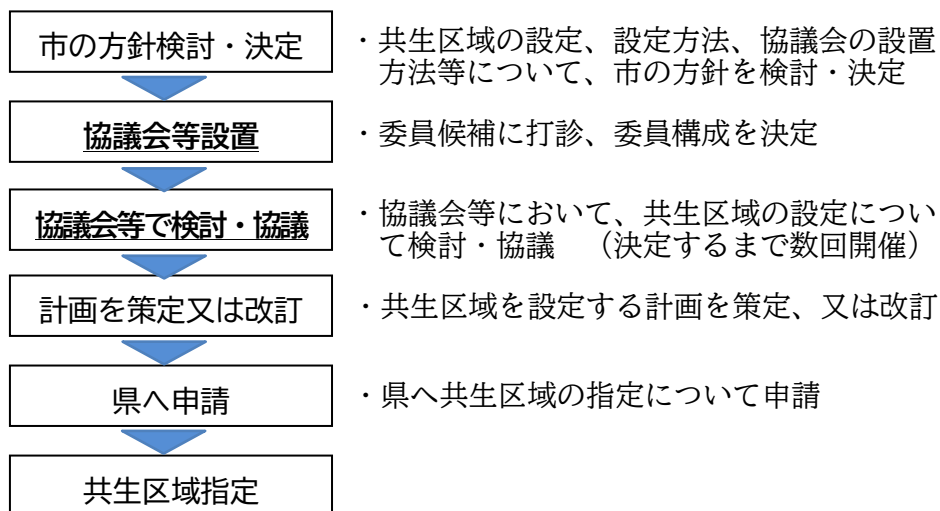 市の方針検討・決定
・共生区域の設定、設定方法、協議会の設置
方法等について、市の方針を検討・決定
協議会等設置
・委員候補に打診、委員構成を決定
協議会等で検討・協議
・協議会等において、共生区域の設定につい
て検討・協議　（決定するまで数回開催）
計画を策定又は改訂
・共生区域を設定する計画を策定、又は改訂
県へ申請
・県へ共生区域の指定について申請
共生区域指定